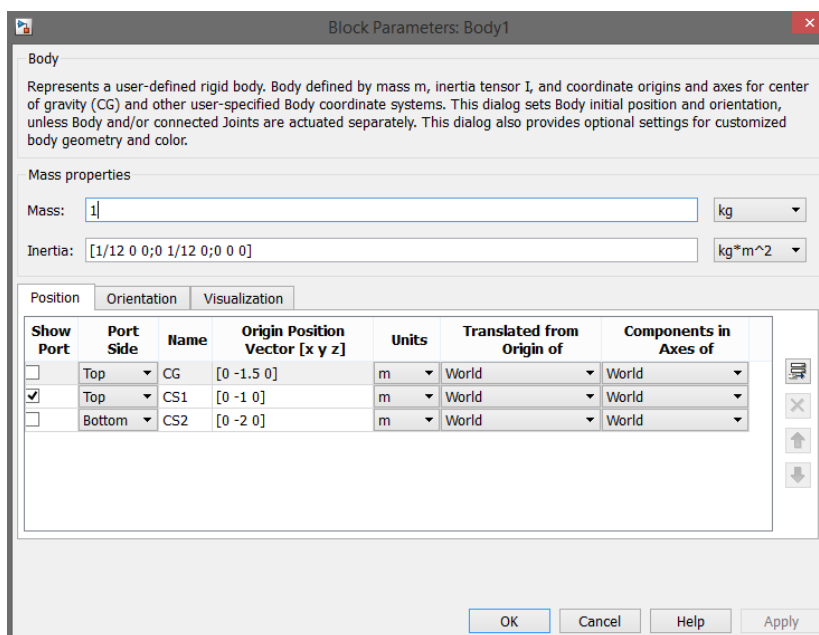 Block Parameters: Body1
Body
Represents a user-defined rigid body. Body defined by mass m, inertia tensor I, and coordinate origins and axes for center
of gravity (CG) and other user-specified Body coordinate systems. This dialog sets Body initial position and orientation,
unless Body and/or connected Joints are actuated separately. This dialog also provides optional settings for customized
body geometry and color.
Mass properties
Mass: 1 kg
Inertia: [1/12 0 0;0 1/12 0;0 0 0] kg*m^2
Position Orientation Visualization
Show Port Port Side Name Origin Position Vector [x y z] Units Translated from Origin of Components in Axes of
Top CG [0 -1.5 0] m World World
Top CS1 [0 -1 0] m World World
Bottom CS2 [0 -2 0] m World World
OK Cancel Help Apply